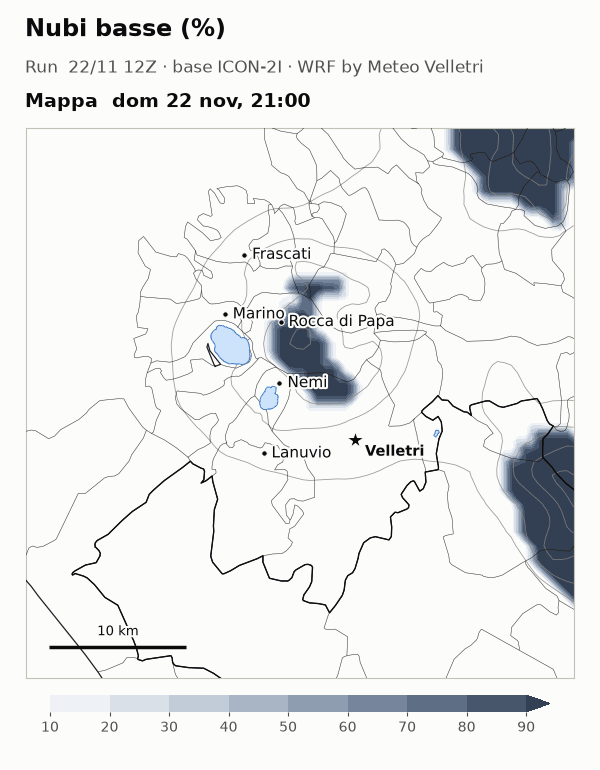 Nubi basse (%)
Run  22/11 12Z · base ICON-2I · WRF by Meteo Velletri
Mappa  dom 22 nov, 21:00
Frascati
Marino
Rocca di Papa
Nemi
Velletri
Lanuvio
10 km
10 20 30 40 50 60 70 80 90